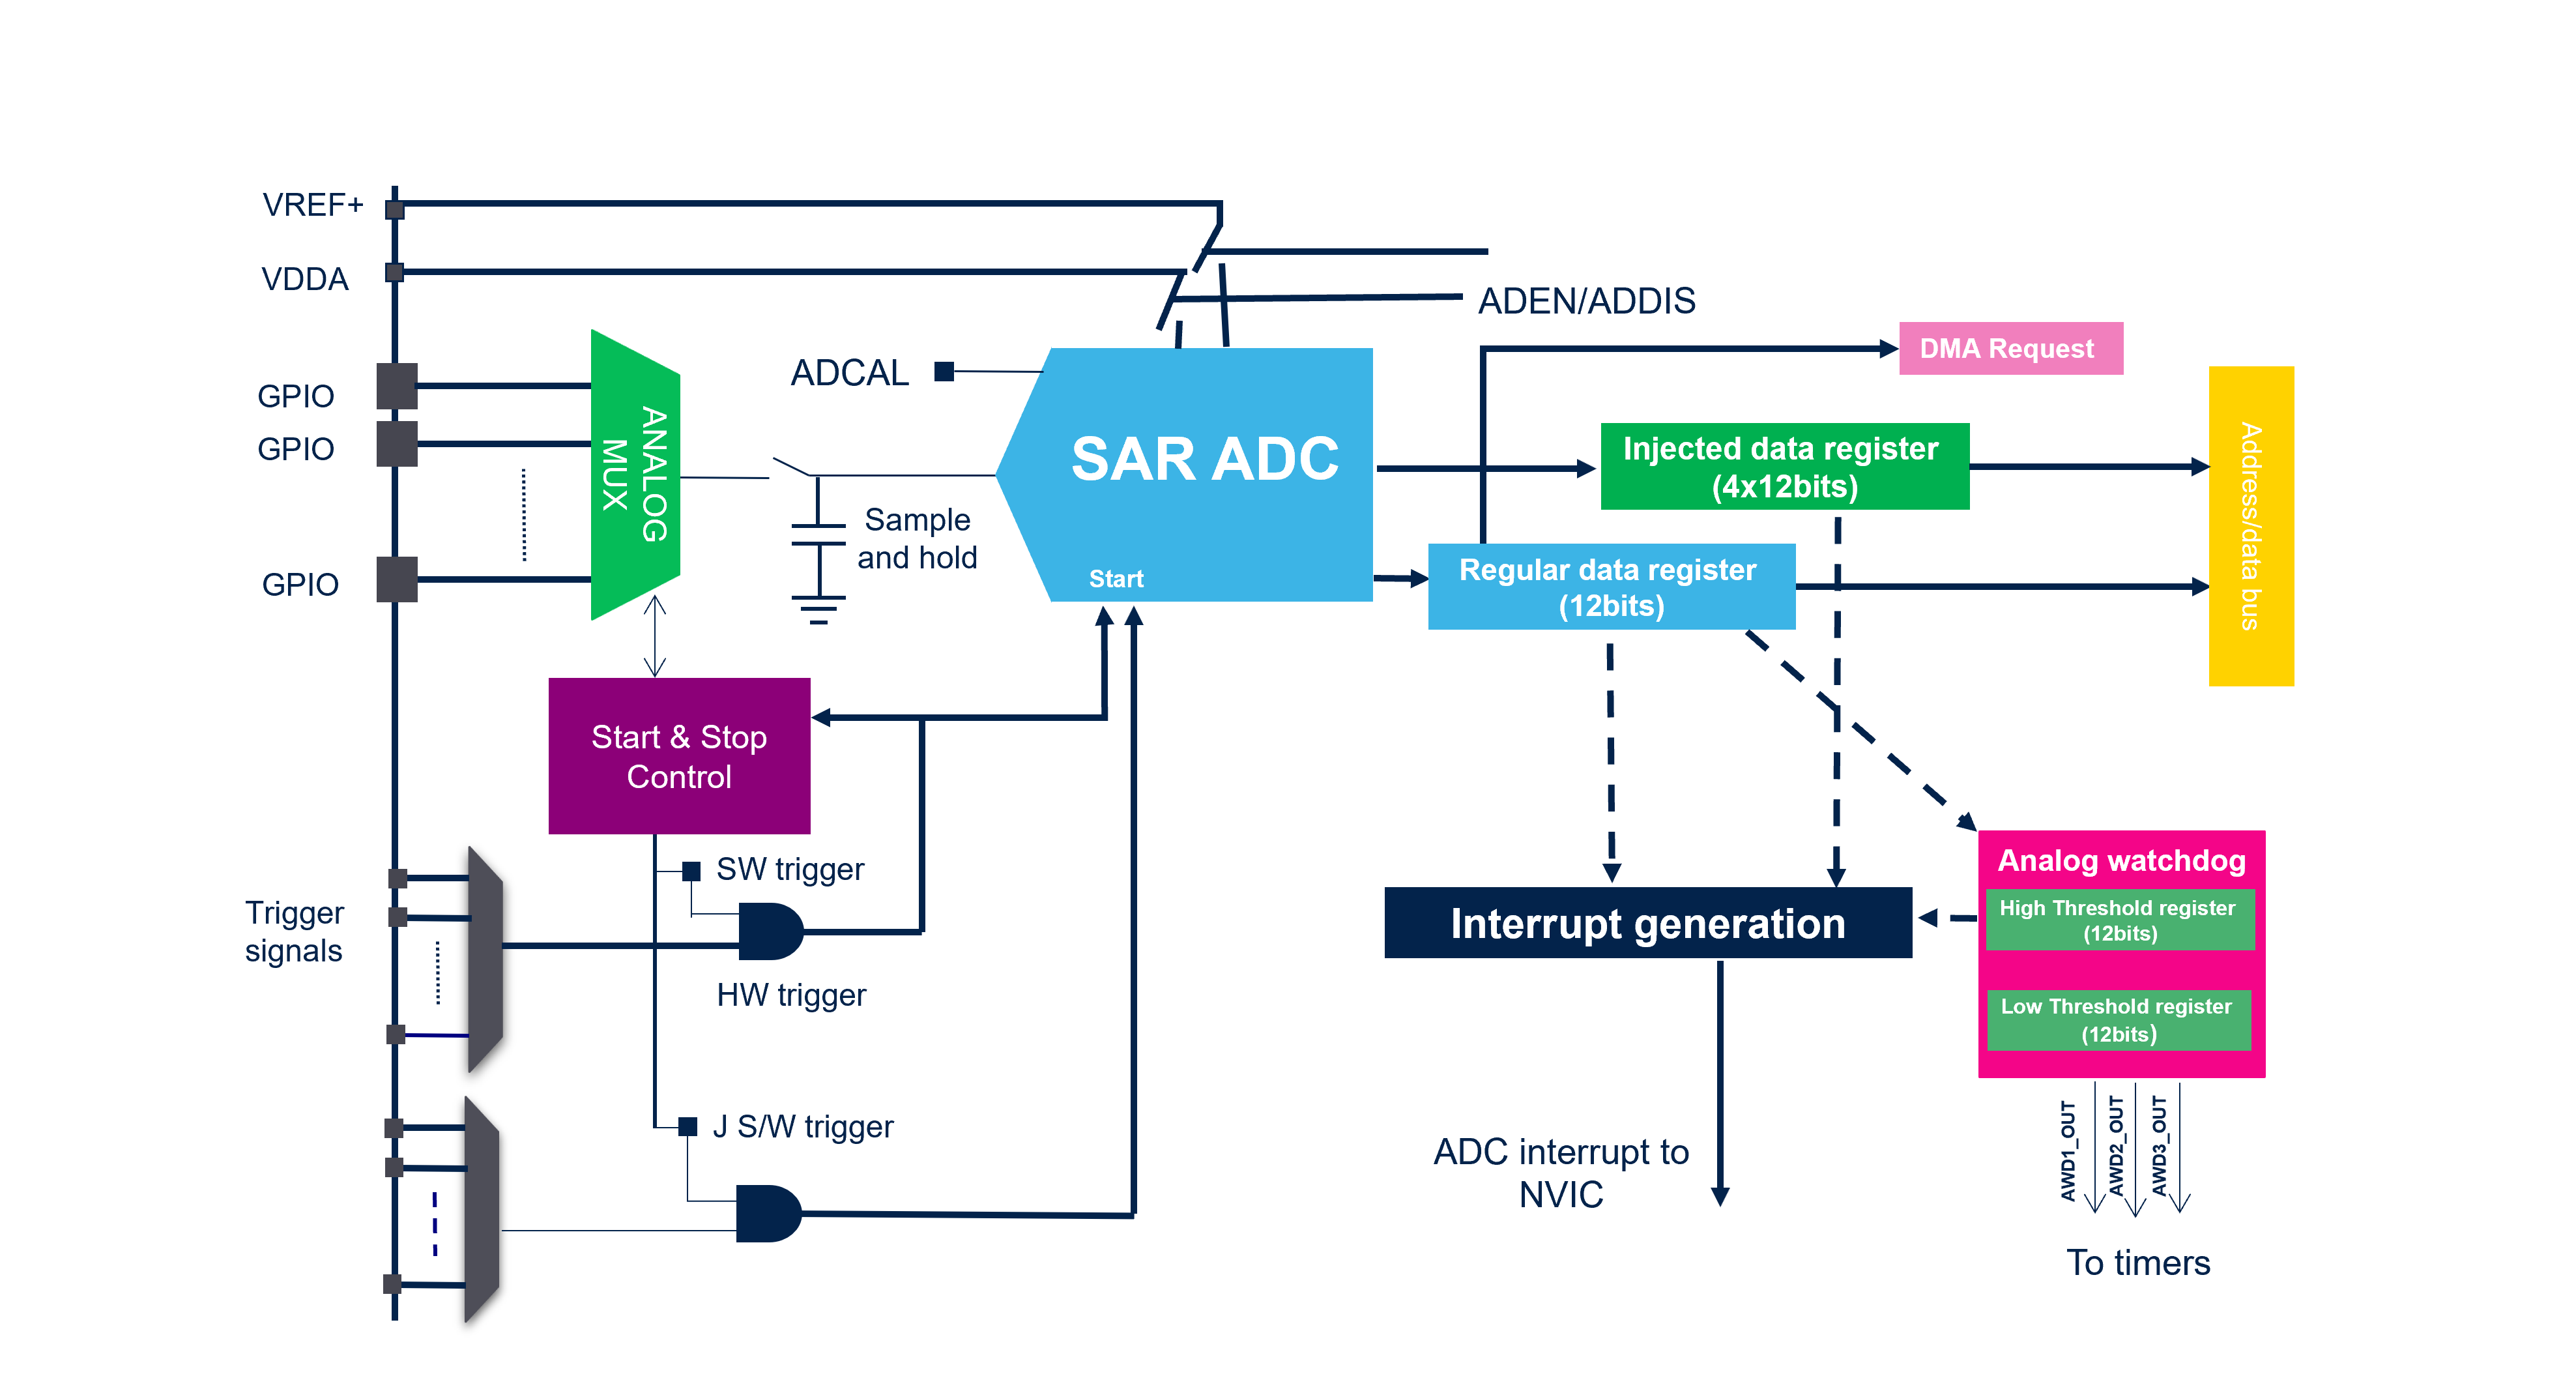 VREF+
VDDA
ADEN/ADDIS
GPIO
GPIO
GPIO
ANALOG
MUX
ADCAL
SAR ADC
Start
Sample
and hold
DMA Request
Injected data register
(4x12bits)
Regular data register
(12bits)
Address/data bus
Start & Stop
Control
SW trigger
HW trigger
Trigger
signals
J S/W trigger
Interrupt generation
Analog watchdog
High Threshold register
(12bits)
Low Threshold register
(12bits)
ADC interrupt to
NVIC
AWD1_OUT
AWD2_OUT
AWD3_OUT
To timers